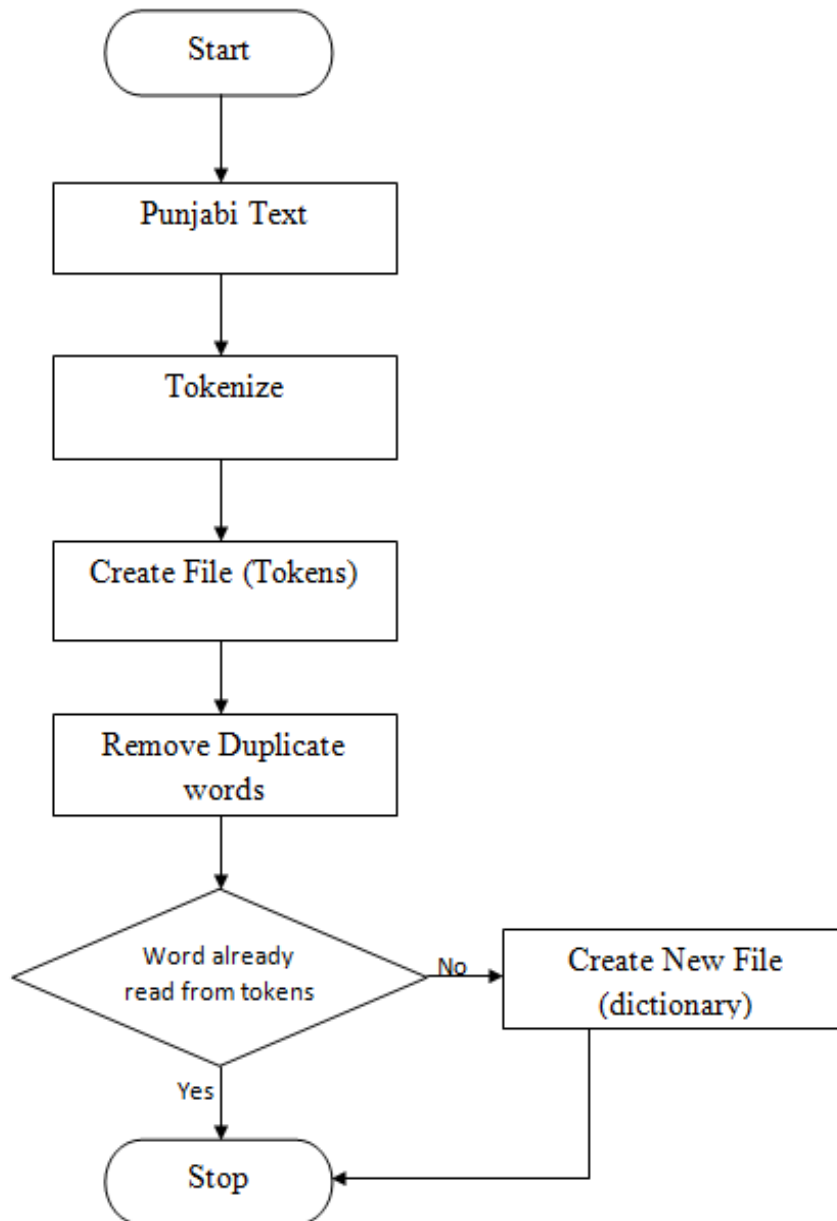 Start
Punjabi Text
Tokenize
Create File (Tokens)
Remove Duplicate
words
Word already
read from tokens
No
Create New File
(dictionary)
Yes
Stop